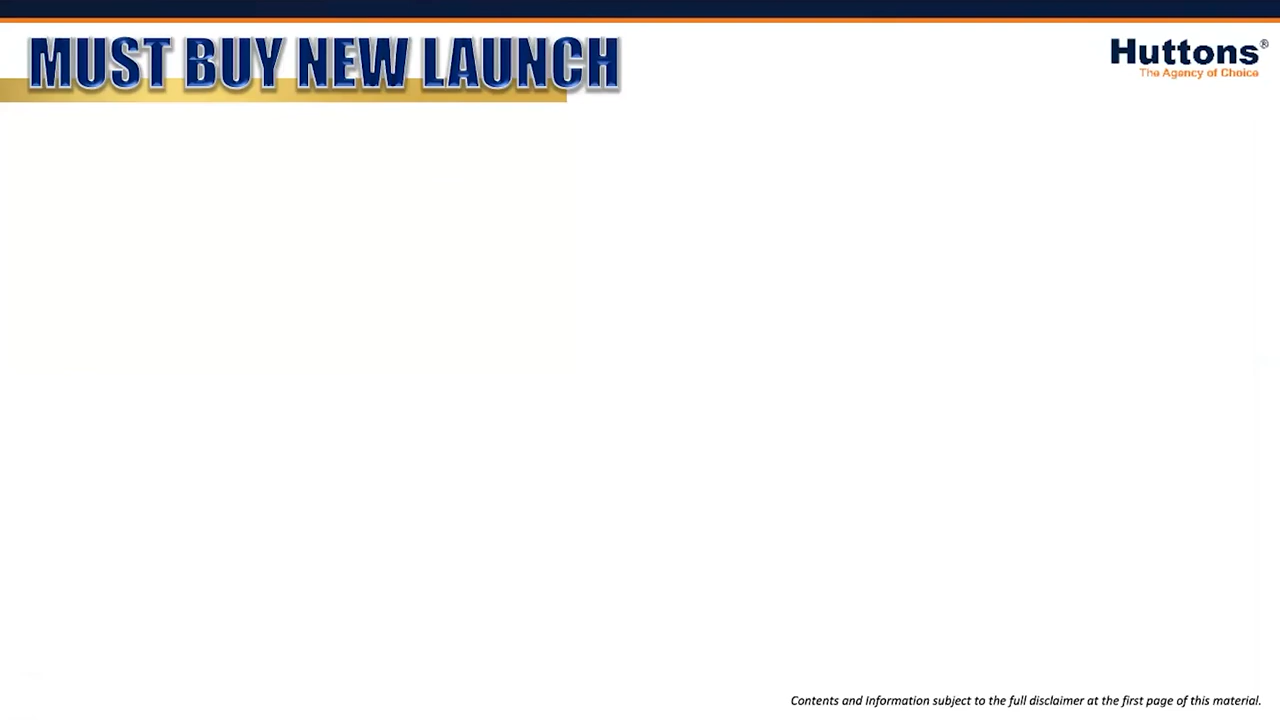 MUST BUY NEW LAUNCH
Huttons®
The Agency of Choice
Contents and Information subject to the full disclaimer at the first page of this material.